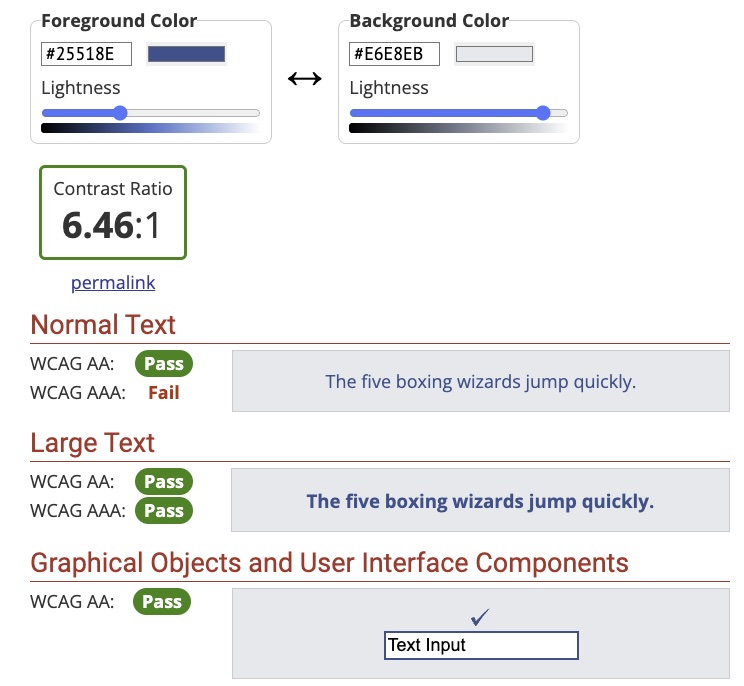 Foreground Color
#25518E
Lightness
Background Color
#E6E8EB
Lightness
Contrast Ratio
6.46:1
permalink
Normal Text
WCAG AA: Pass
WCAG AAA: Fail
The five boxing wizards jump quickly.
Large Text
WCAG AA: Pass
WCAG AAA: Pass
The five boxing wizards jump quickly.
Graphical Objects and User Interface Components
WCAG AA: Pass
✓
Text Input